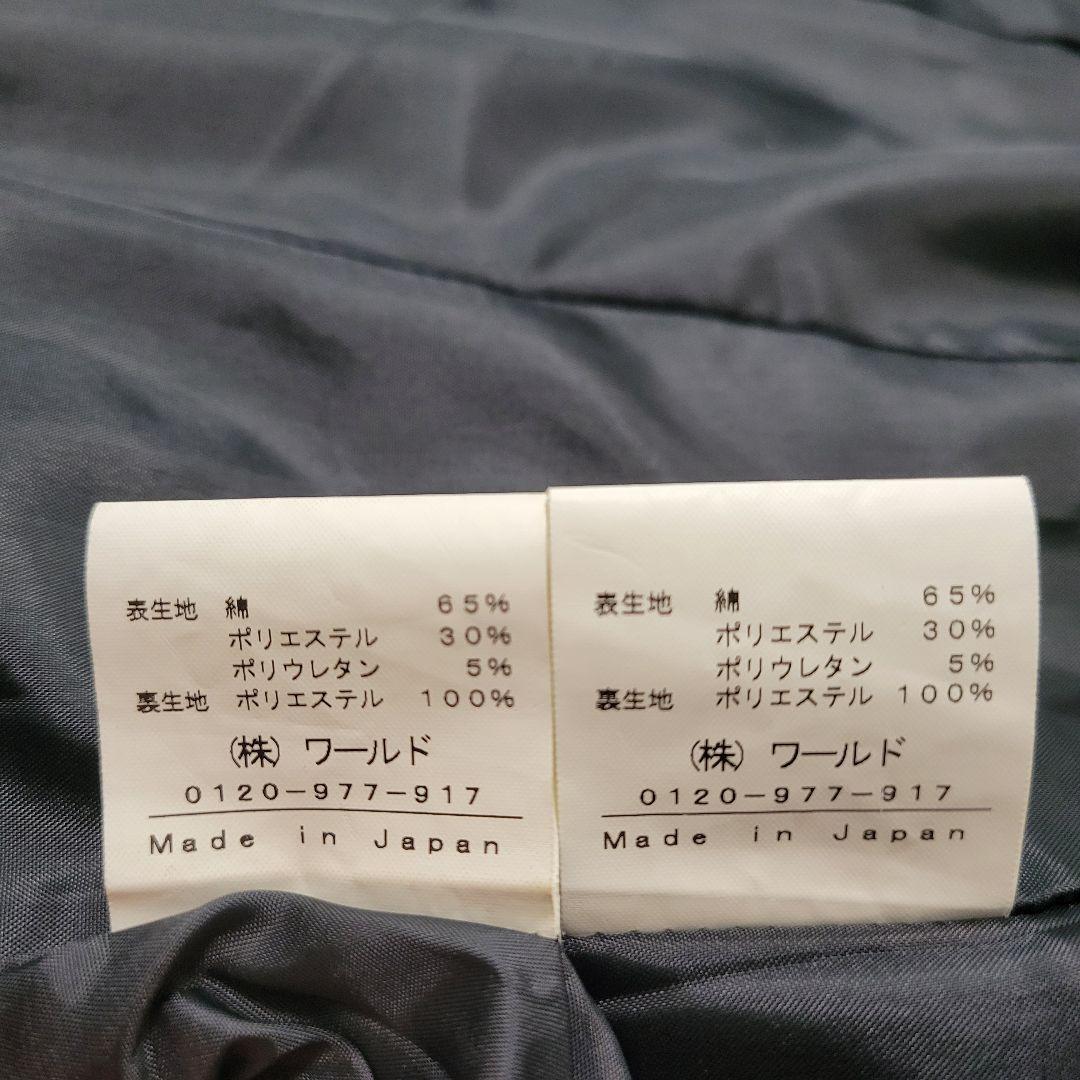 表生地 綿 65%
ポリエステル 30%
ポリウレタン 5%
裏生地 ポリエステル 100%
(株) ワールド
0120-977-917
Made in Japan
表生地 綿 65%
ポリエステル 30%
ポリウレタン 5%
裏生地 ポリエステル 100%
(株) ワールド
0120-977-917
Made in Japan